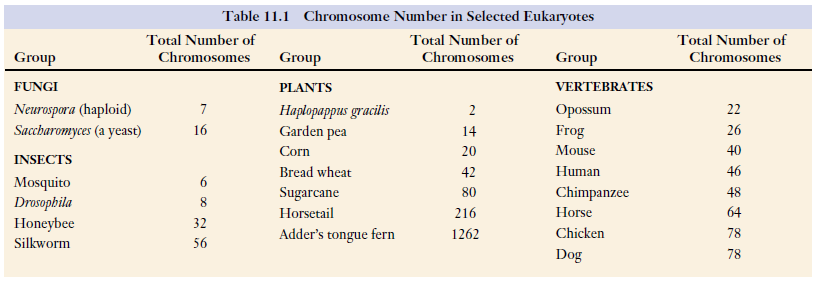 Table 11.1 Chromosome Number in Selected Eukaryotes
Group Total Number of Chromosomes
FUNGI
Neurospora (haploid) 7
Saccharomyces (a yeast) 16
INSECTS
Mosquito 6
Drosophila 8
Honeybee 32
Silkworm 56
Group Total Number of Chromosomes
PLANTS
Haplopappus gracilis 2
Garden pea 14
Corn 20
Bread wheat 42
Sugarcane 80
Horsetail 216
Adder's tongue fern 1262
Group Total Number of Chromosomes
VERTEBRATES
Opossum 22
Frog 26
Mouse 40
Human 46
Chimpanzee 48
Horse 64
Chicken 78
Dog 78